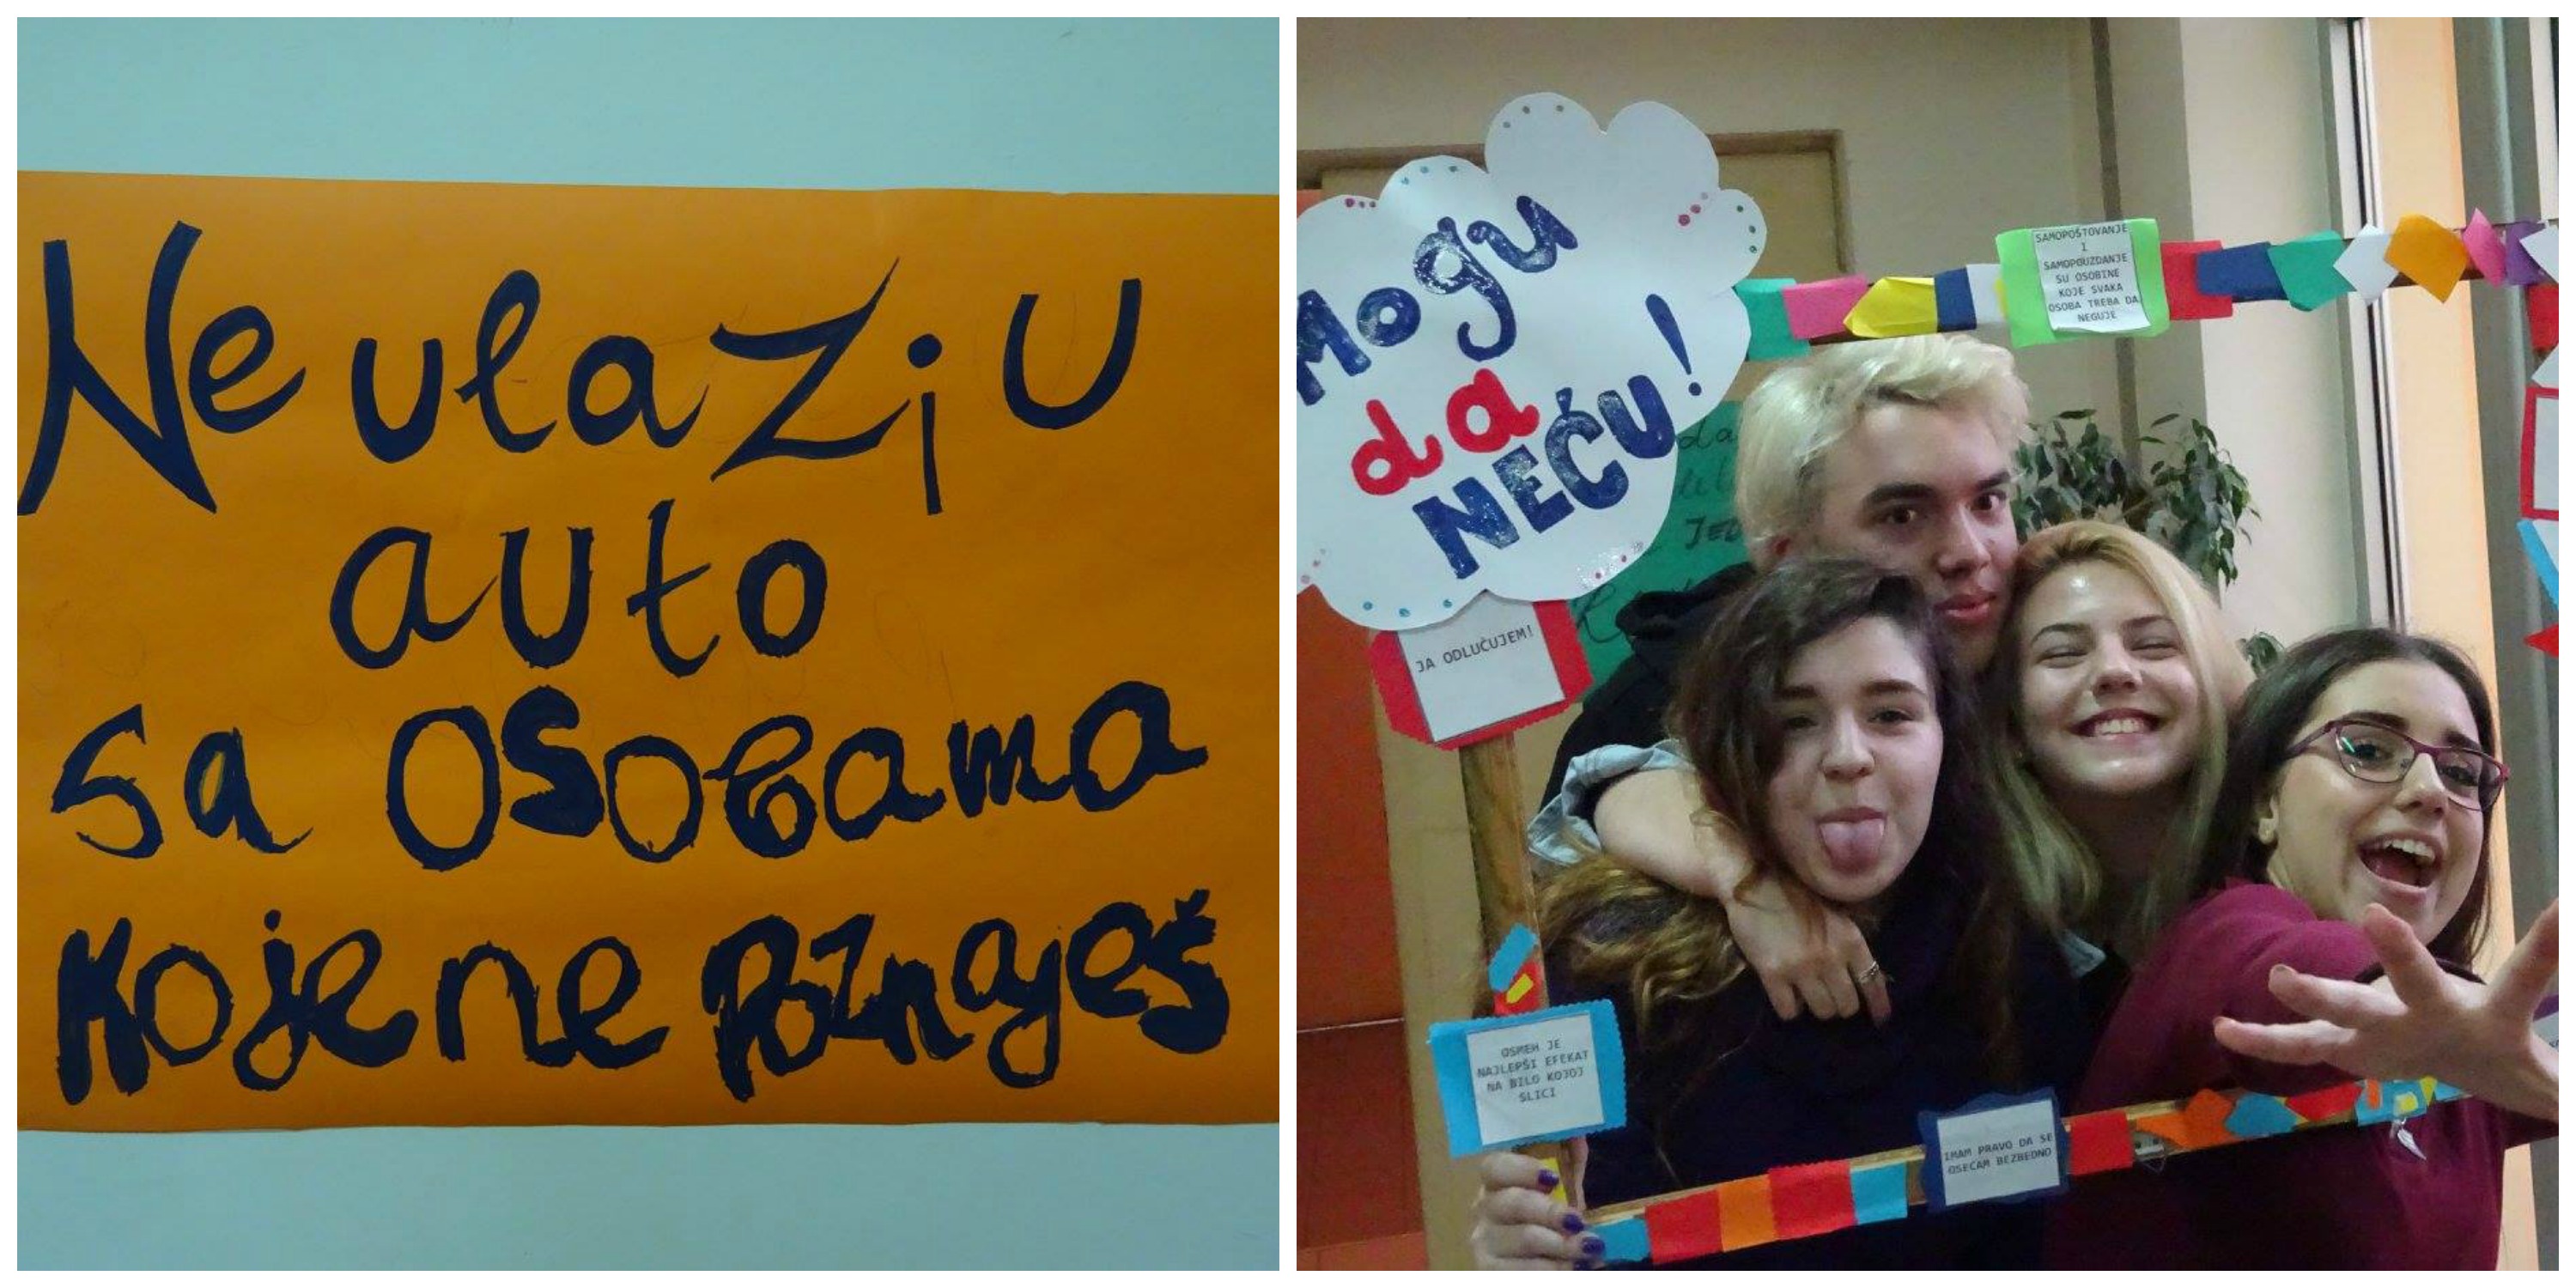 Ne ulazi U
auto
sa OSobama
Koje ne poznaješ
Mogu
da
NEĆU!
SAMOPOŠTOVANJE
I
SAMOPOUZDANJE
SU OSOBINE
KOJE SVAKA
OSOBA TREBA DA
NEGUJE
JA ODLUČUJEM!
OSMEH JE
NAJLEPŠI EFEKAT
NA BILO KOJOJ
SLICI
IMAM PRAVO DA SE
OSEĆAM BEZBEDNO